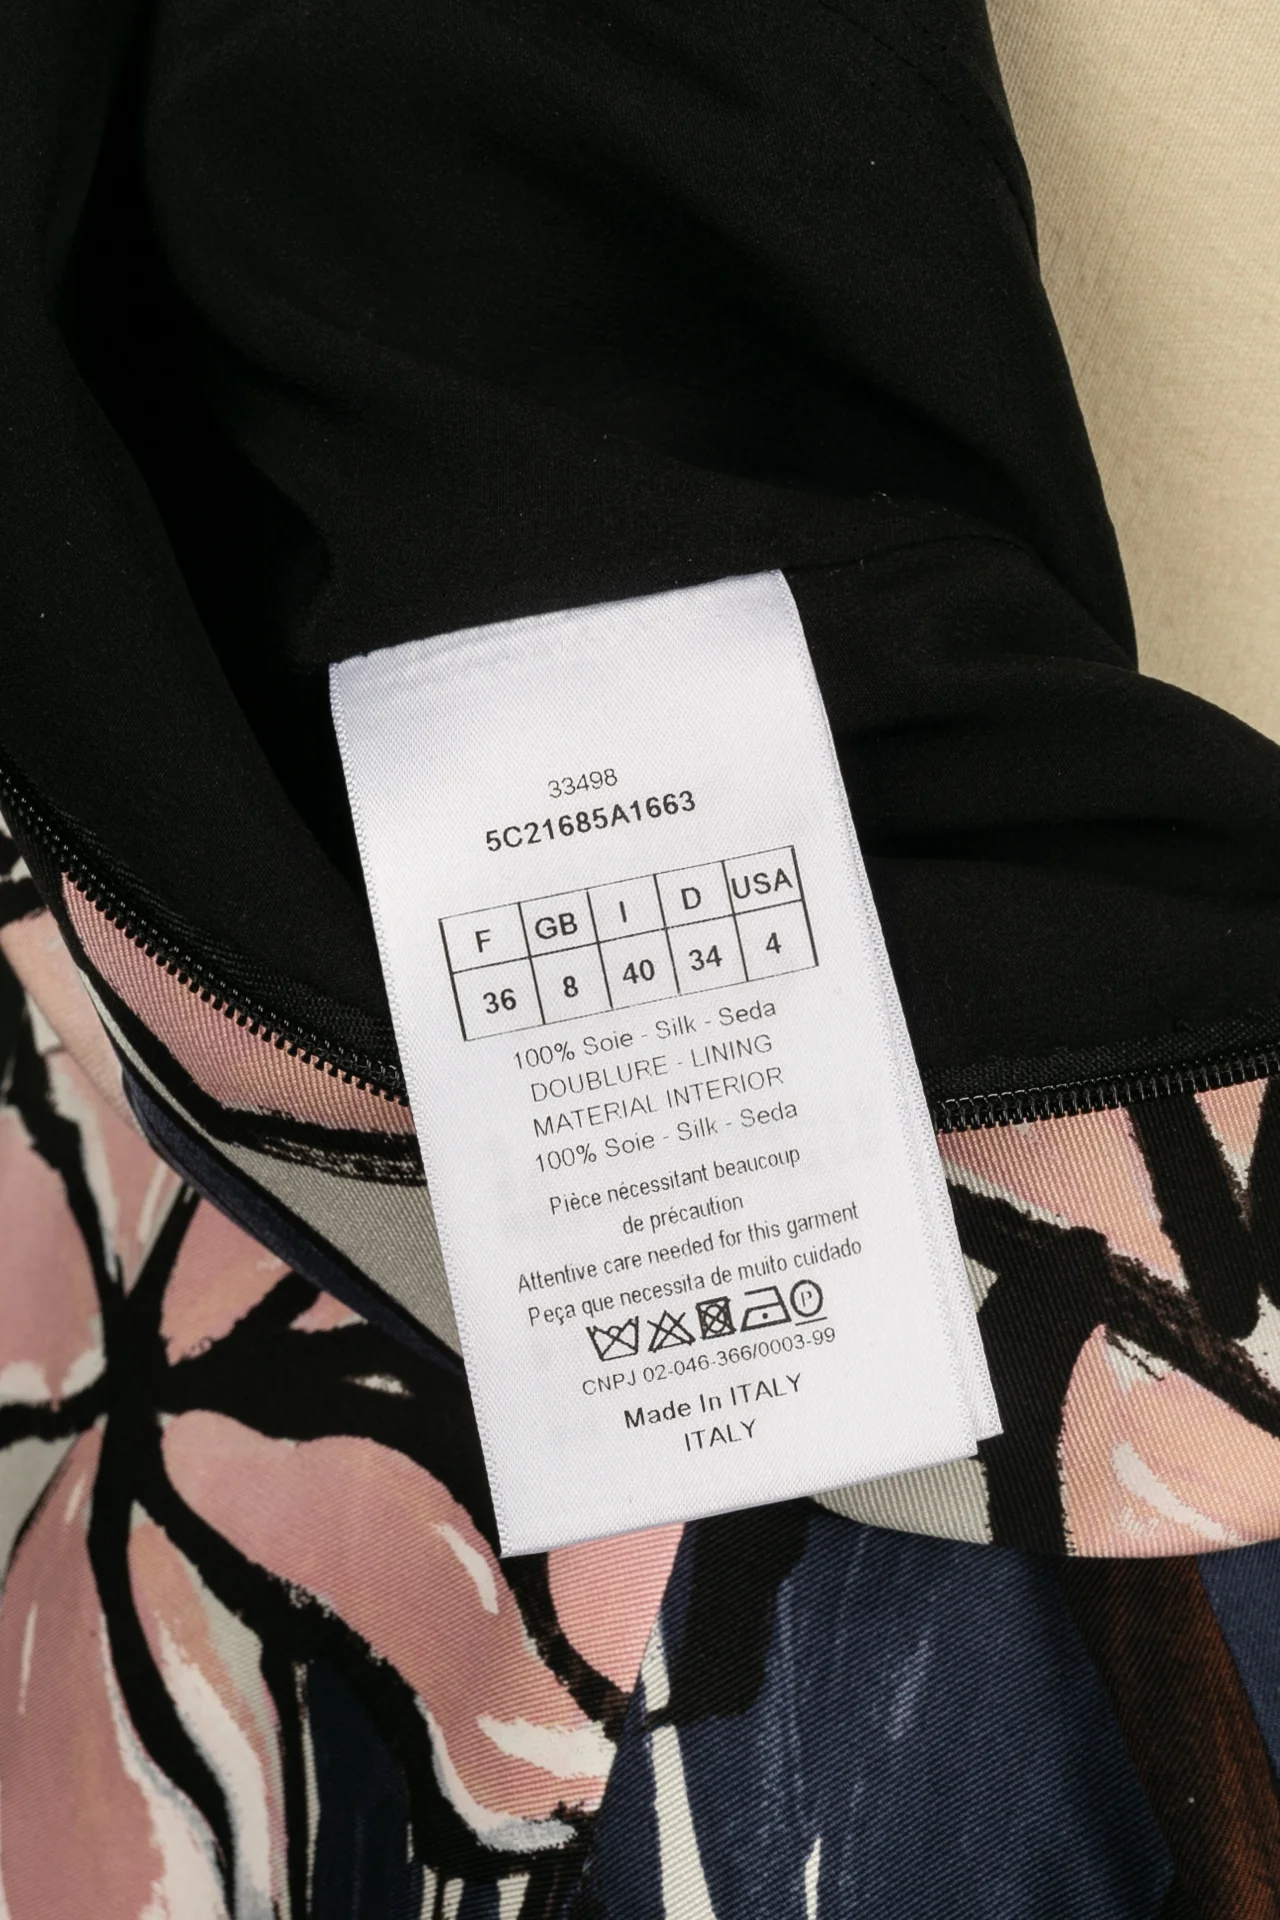 33498
5C21685A1663
F GB I D USA
36 8 40 34 4
100% Soie - Silk - Seda
DOUBLURE - LINING
MATERIAL INTERIOR
100% Soie - Silk - Seda
Pièce nécessitant beaucoup
de précaution
Attentive care needed for this garment
Peça que necessita de muito cuidado
P
CNPJ 02-046-366/0003-99
Made In ITALY
ITALY